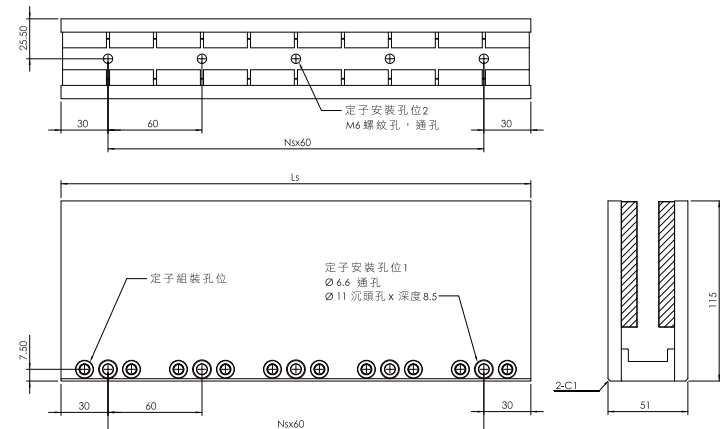 25.50
定子安裝孔位2
M6 螺紋孔，通孔
30
60
30
Nsx60
Ls
定子組裝孔位
定子安裝孔位1
Ø 6.6 通孔
Ø 11 沉頭孔 x 深度 8.5
115
7.50
2-C1
30
60
30
51
Nsx60